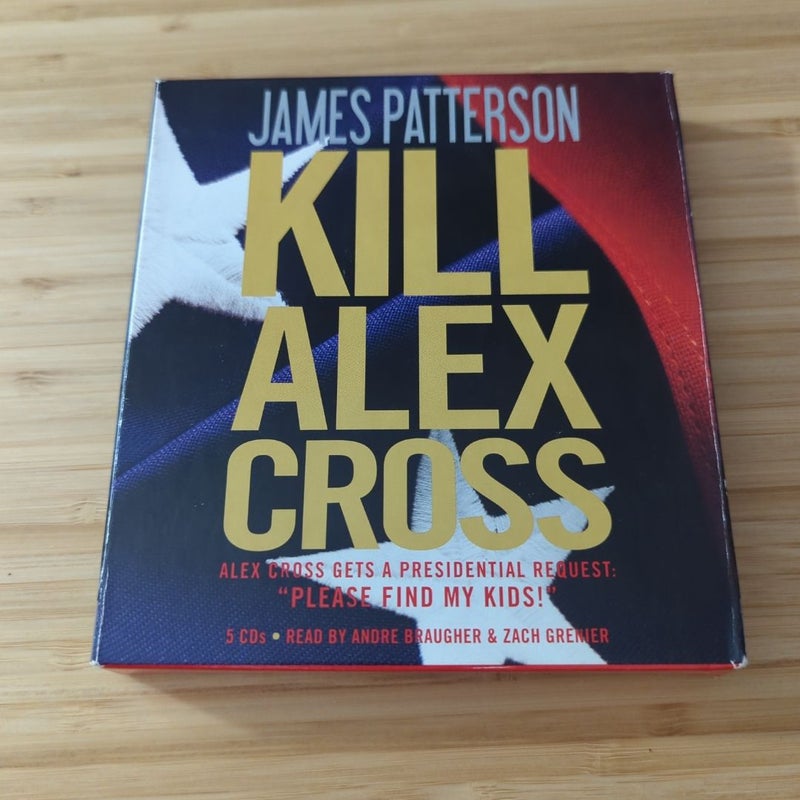 JAMES PATTERSON
KILL
ALEX
CROSS
ALEX CROSS GETS A PRESIDENTIAL REQUEST:
“PLEASE FIND MY KIDS!”
5 CDs • READ BY ANDRE BRAUGHER & ZACH GRENIER